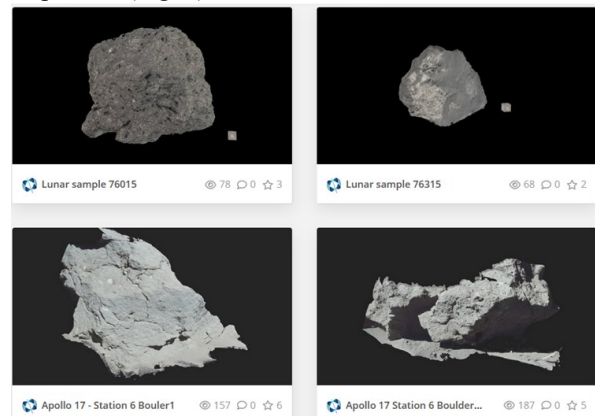 Lunar sample 76015 78 0 3
Lunar sample 76315 68 0 2
Apollo 17 - Station 6 Bouler1 157 0 6
Apollo 17 Station 6 Boulder... 187 0 5